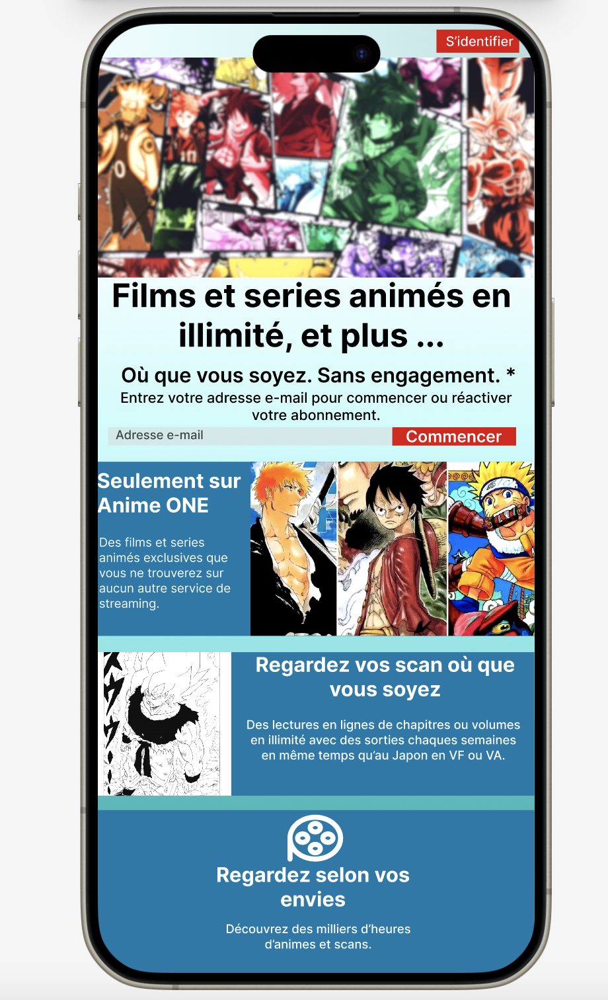 S'identifier
Films et series animés en
illimité, et plus ...
Où que vous soyez. Sans engagement. *
Entrez votre adresse e-mail pour commencer ou réactiver
votre abonnement.
Adresse e-mail
Commencer
Seulement sur
Anime ONE
Des films et series
animés exclusives que
vous ne trouverez sur
aucun autre service de
streaming.
Regardez vos scan où que
vous soyez
Des lectures en lignes de chapitres ou volumes
en illimité avec des sorties chaques semaines
en même temps qu'au Japon en VF ou VA.
Regardez selon vos
envies
Découvrez des milliers d'heures
d'animes et scans.